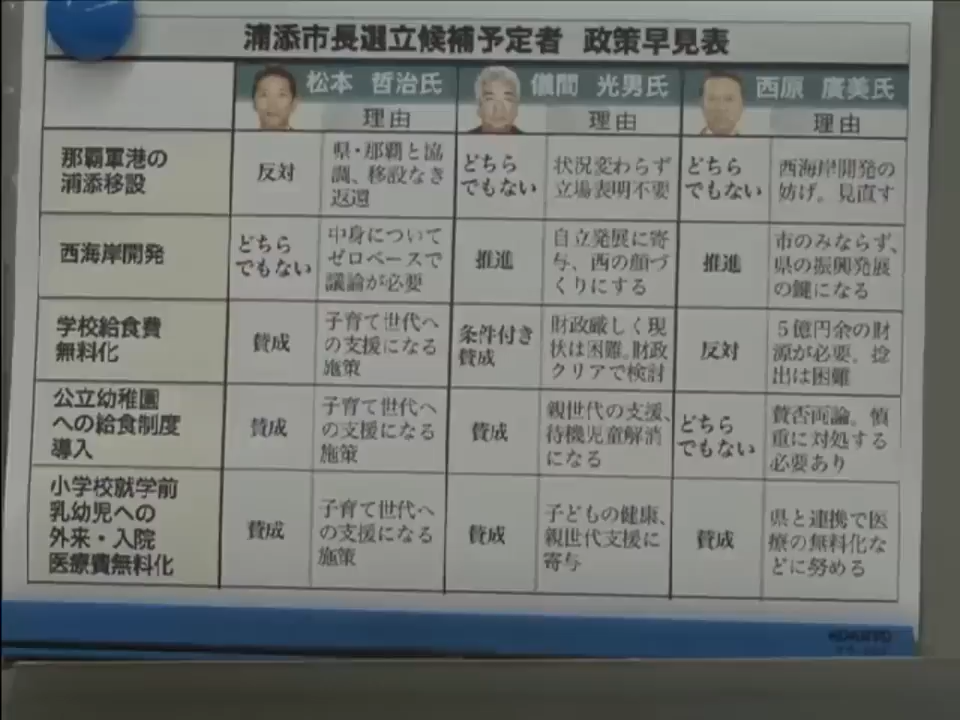 浦添市長選立候補予定者 政策早見表
松本 哲治氏
儀間 光男氏
西原 廣美氏
理由
理由
理由
那覇軍港の
浦添移設
反対
県・那覇と協
調、移設なき
返還
どちら
でもない
状況変わらず
立場表明不要
どちら
でもない
西海岸開発の
妨げ。見直す
西海岸開発
どちら
でもない
中身について
ゼロベースで
議論が必要
推進
自立発展に寄
与、西の顔づ
くりにする
推進
市のみならず、
県の振興発展
の鍵になる
学校給食費
無料化
賛成
子育て世代へ
の支援になる
施策
条件付き
賛成
財政厳しく現
状は困難。財政
クリアで検討
反対
5億円余の財
源が必要。捻
出は困難
公立幼稚園
への給食制度
導入
賛成
子育て世代へ
の支援になる
施策
賛成
親世代の支援、
待機児童解消
になる
どちら
でもない
賛否両論。慎
重に対処する
必要あり
小学校就学前
乳幼児への
外来・入院
医療費無料化
賛成
子育て世代へ
の支援になる
施策
賛成
子どもの健康、
親世代支援に
寄与
賛成
県と連携で医
療の無料化な
どに努める